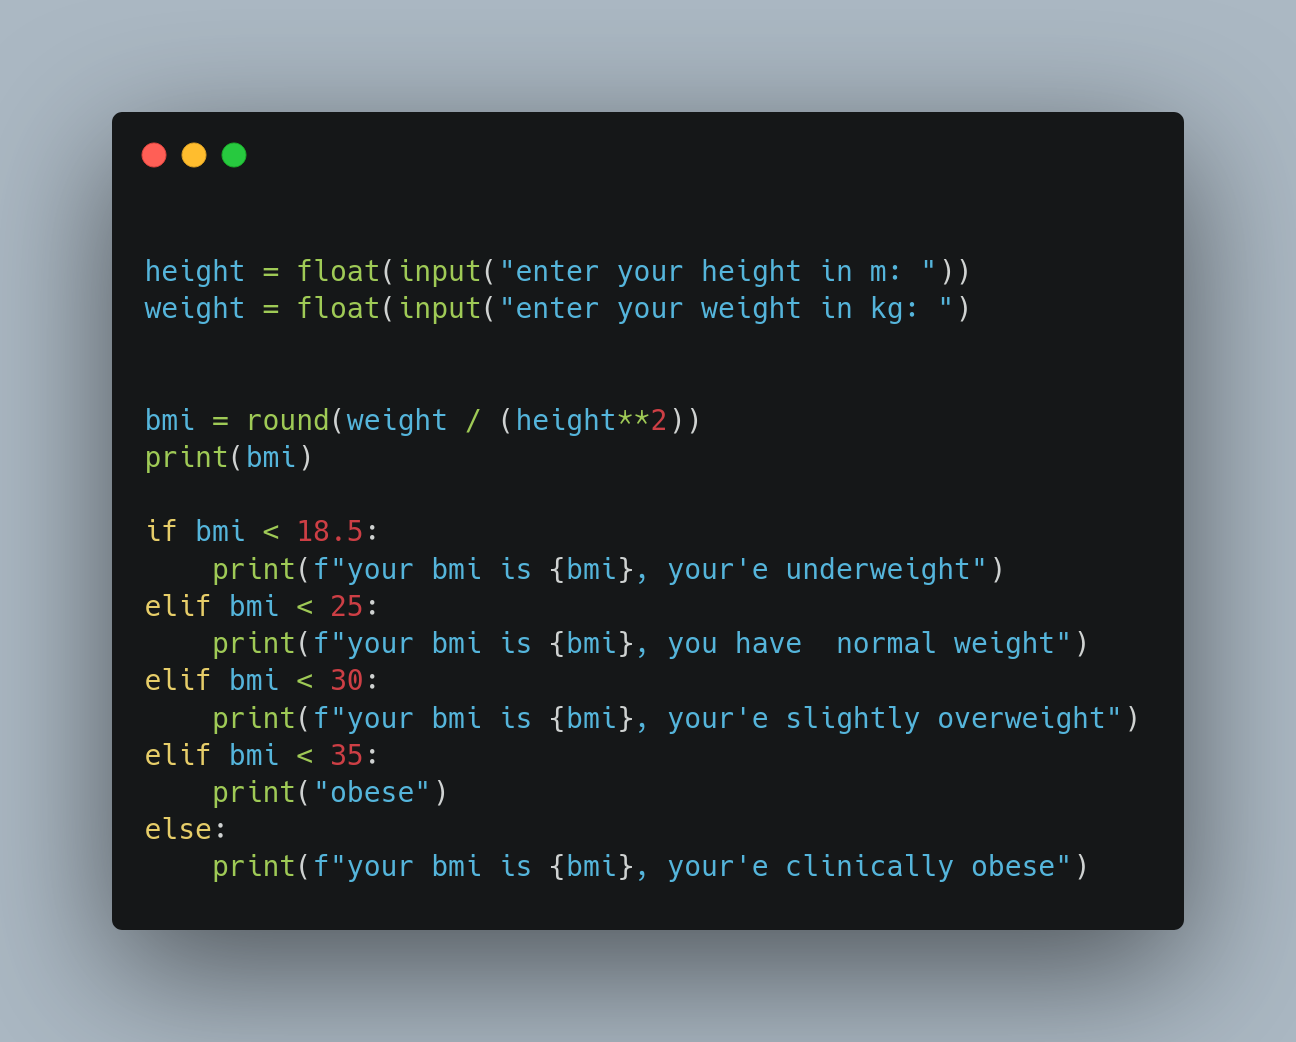 height = float(input("enter your height in m: "))
weight = float(input("enter your weight in kg: ")
bmi = round(weight / (height**2))
print(bmi)
if bmi < 18.5:
    print(f"your bmi is {bmi}, your'e underweight")
elif bmi < 25:
    print(f"your bmi is {bmi}, you have  normal weight")
elif bmi < 30:
    print(f"your bmi is {bmi}, your'e slightly overweight")
elif bmi < 35:
    print("obese")
else:
    print(f"your bmi is {bmi}, your'e clinically obese")